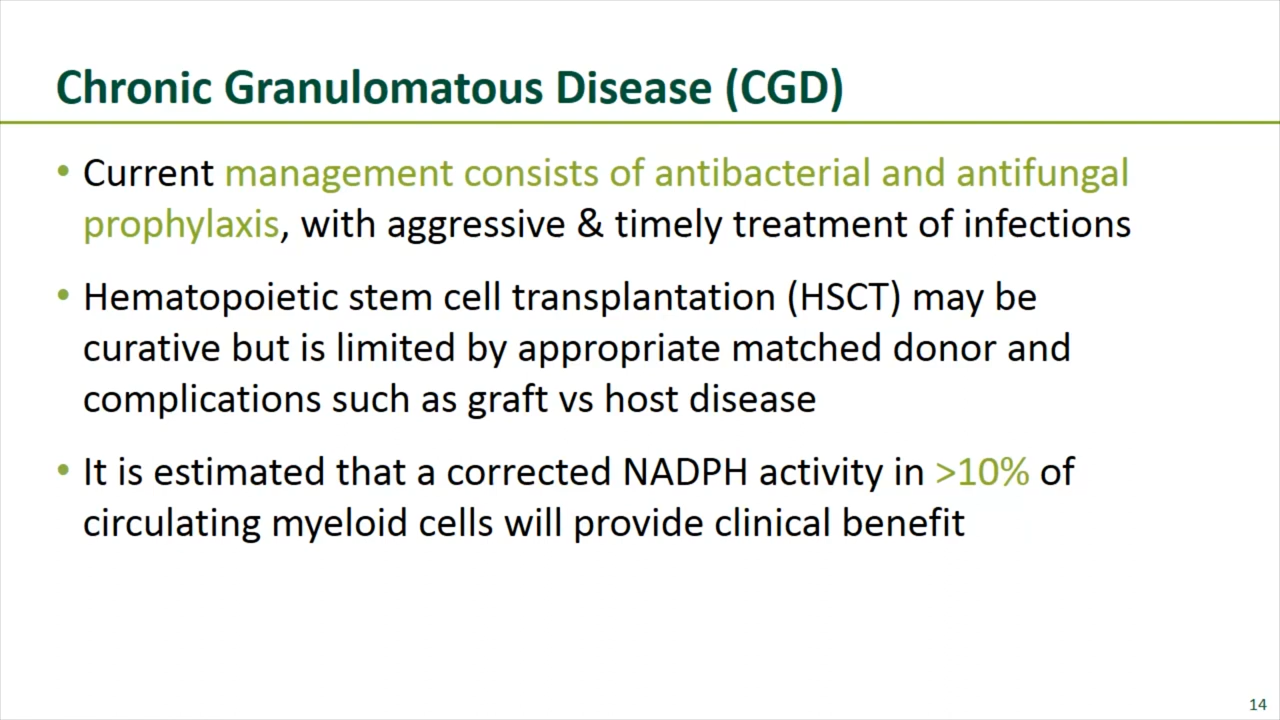 Chronic Granulomatous Disease (CGD)
• Current management consists of antibacterial and antifungal
prophylaxis, with aggressive & timely treatment of infections
• Hematopoietic stem cell transplantation (HSCT) may be
curative but is limited by appropriate matched donor and
complications such as graft vs host disease
• It is estimated that a corrected NADPH activity in >10% of
circulating myeloid cells will provide clinical benefit
14